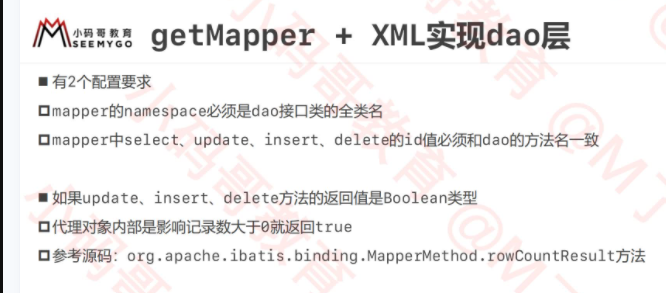 小码哥教育
SEEMYGO
getMapper + XML实现dao层
有2个配置要求
mapper的namespace必须是dao接口类的全类名
mapper中select、update、insert、delete的id值必须和dao的方法名一致
如果update、insert、delete方法的返回值是Boolean类型
代理对象内部是影响记录数大于0就返回true
参考源码：org.apache.ibatis.binding.MapperMethod.rowCountResult方法